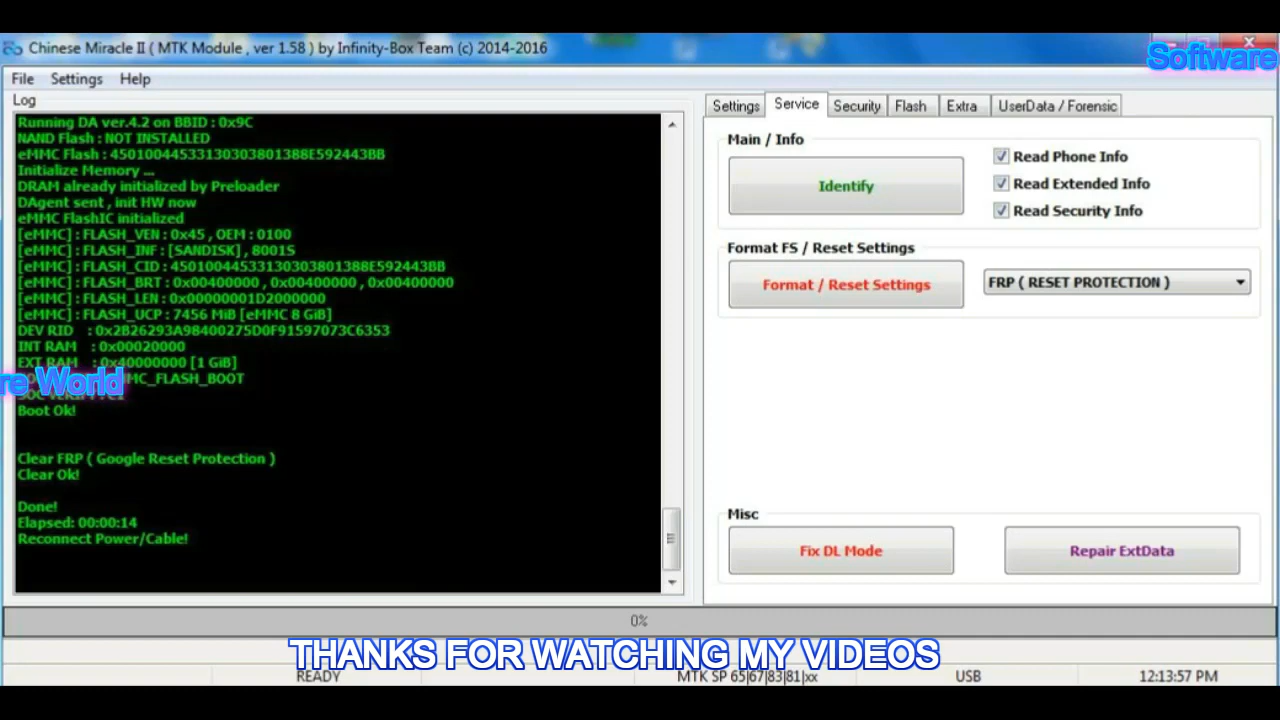 Chinese Miracle II ( MTK Module , ver 1.58 ) by Infinity-Box Team (c) 2014-2016
Software
File Settings Help
Log
Running DA ver.4.2 on BBID : 0x9C
NAND Flash : NOT INSTALLED
eMMC Flash : 45010044533130303801388E592443BB
Initialize Memory ...
DRAM already initialized by Preloader
DAgent sent , init HW now
eMMC FlashIC initialized
[eMMC] : FLASH_VEN : 0x45 , OEM : 0100
[eMMC] : FLASH_INF : [SANDISK] , 8001S
[eMMC] : FLASH_CID : 45010044533130303801388E592443BB
[eMMC] : FLASH_BRT : 0x00400000 , 0x00400000 , 0x00400000
[eMMC] : FLASH_LEN : 0x00000001D2000000
[eMMC] : FLASH_UCP : 7456 MiB [eMMC 8 GiB]
DEV RID : 0x2B26293A98400275D0F91597073C6353
INT RAM : 0x00020000
EXT RAM : 0x40000000 [1 GiB]
MC_FLASH_BOOT
re World
Boot Ok!
Clear FRP ( Google Reset Protection )
Clear Ok!
Done!
Elapsed: 00:00:14
Reconnect Power/Cable!
Settings Service Security Flash Extra UserData / Forensic
Main / Info
Identify
Read Phone Info
Read Extended Info
Read Security Info
Format FS / Reset Settings
Format / Reset Settings
FRP ( RESET PROTECTION )
Misc
Fix DL Mode
Repair ExtData
0%
THANKS FOR WATCHING MY VIDEOS
READY
MTK SP 65|67|83|81|xx
USB
12:13:57 PM